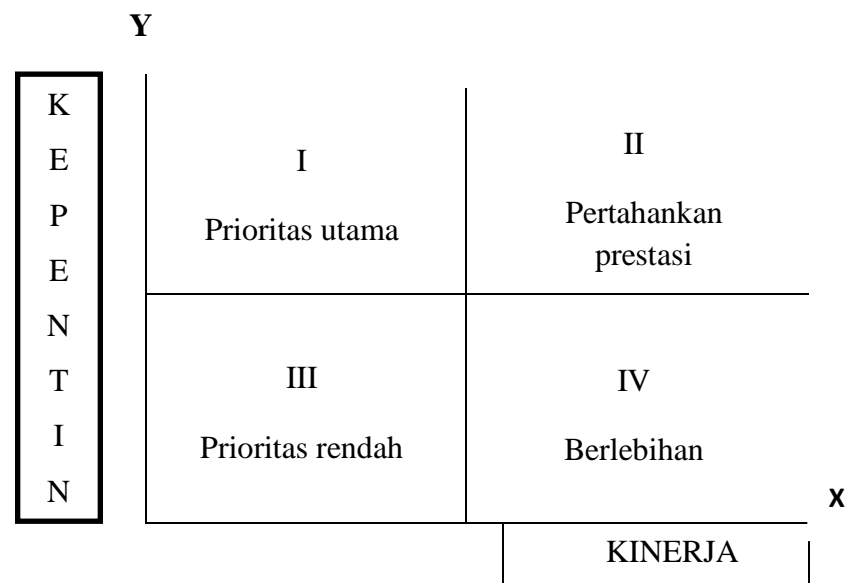 Y
K
E
P
E
N
T
I
N
I
Prioritas utama
II
Pertahankan
prestasi
III
Prioritas rendah
IV
Berlebihan
X
KINERJA